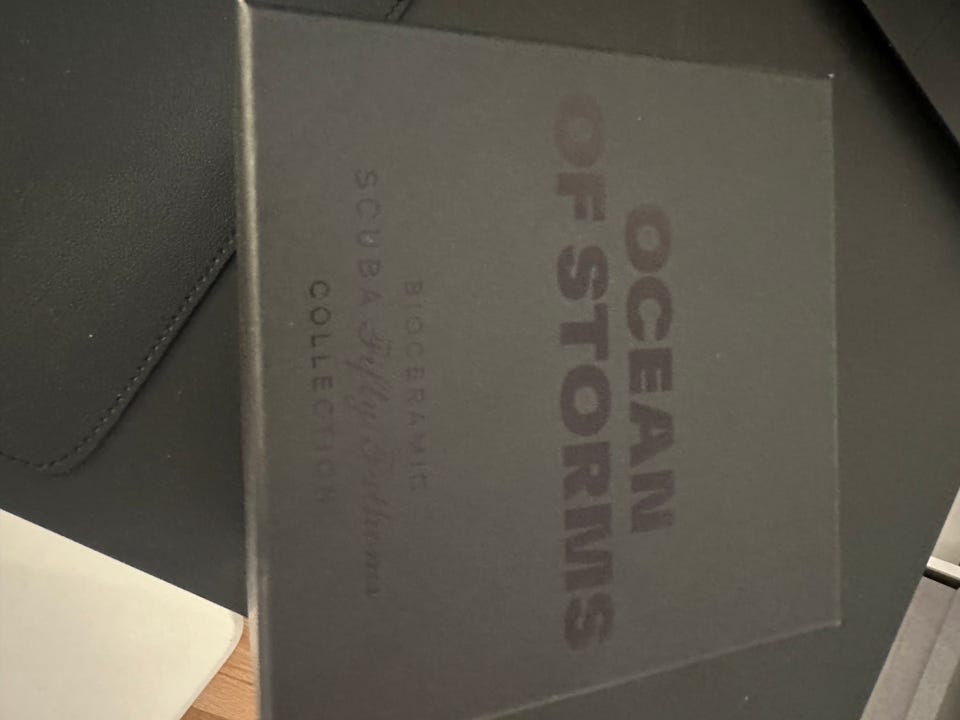 OCEAN
OF STORMS
BIOCERAMIC
SCUBA Fifty Fathoms
COLLECTION